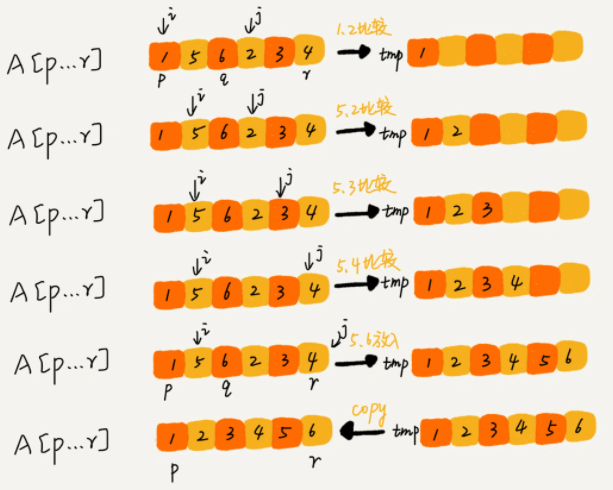 i j
A[p...r] 1 5 6 2 3 4 1.2比较 tmp 1
p q r
i j
A[p...r] 1 5 6 2 3 4 5.2比较 tmp 1 2
i j
A[p...r] 1 5 6 2 3 4 5.3比较 tmp 1 2 3
i j
A[p...r] 1 5 6 2 3 4 5.4比较 tmp 1 2 3 4
i j
A[p...r] 1 5 6 2 3 4 5.6放入 tmp 1 2 3 4 5 6
p q r
A[p...r] 1 2 3 4 5 6 copy tmp 1 2 3 4 5 6
p r